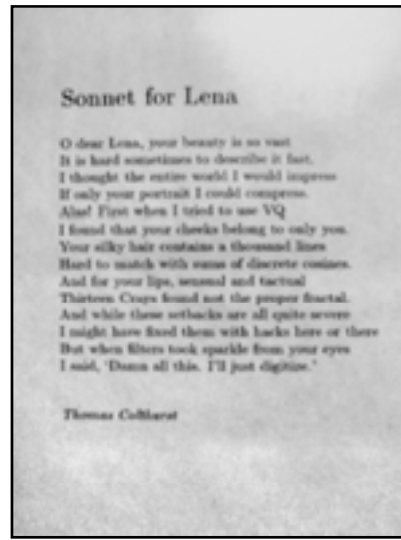 Sonnet for Lena
O dear Lena, your beauty is so vast
It is hard sometimes to describe it fast.
I thought the entire world I would impress
If only your portrait I could compress.
Alas! First when I tried to use VQ
I found that your cheeks belong to only you.
Your silky hair contains a thousand lines
Hard to match with sums of discrete cosines.
And for your lips, sensual and tactual
Thirteen Crays found not the proper fractal.
And while these setbacks are all quite severe
I might have fixed them with hacks here or there
But when filters took sparkle from your eyes
I said, 'Damn all this. I'll just digitize.'
Thomas Colthurst